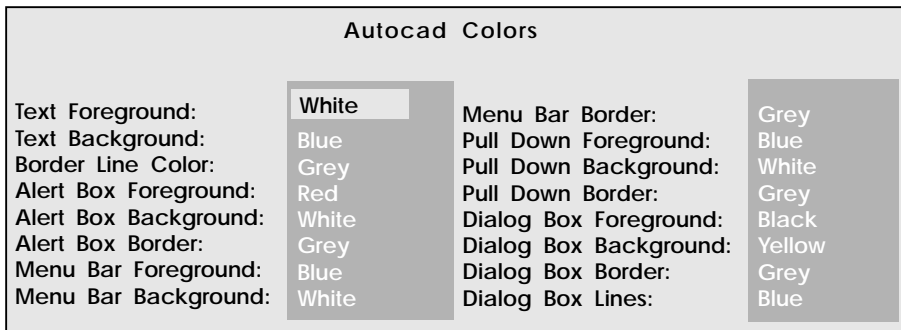 Autocad Colors
Text Foreground: White
Text Background: Blue
Border Line Color: Grey
Alert Box Foreground: Red
Alert Box Background: White
Alert Box Border: Grey
Menu Bar Foreground: Blue
Menu Bar Background: White
Menu Bar Border: Grey
Pull Down Foreground: Blue
Pull Down Background: White
Pull Down Border: Grey
Dialog Box Foreground: Black
Dialog Box Background: Yellow
Dialog Box Border: Grey
Dialog Box Lines: Blue